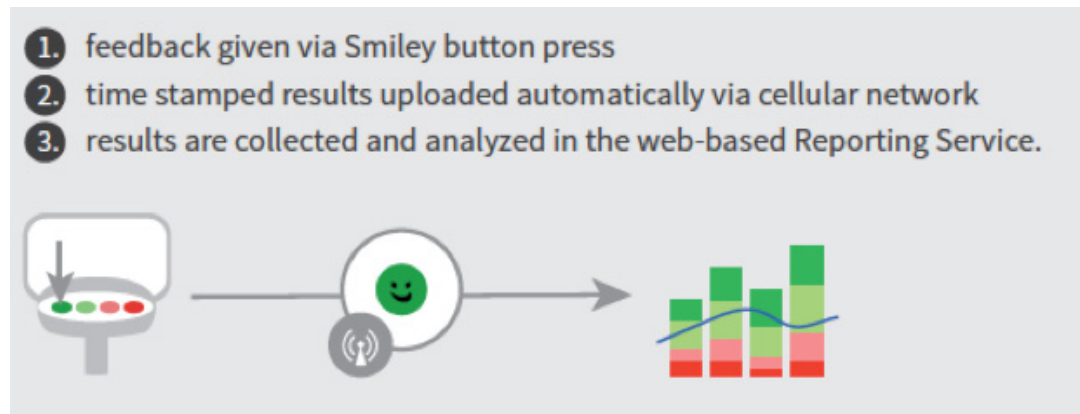 1. feedback given via Smiley button press
2. time stamped results uploaded automatically via cellular network
3. results are collected and analyzed in the web-based Reporting Service.